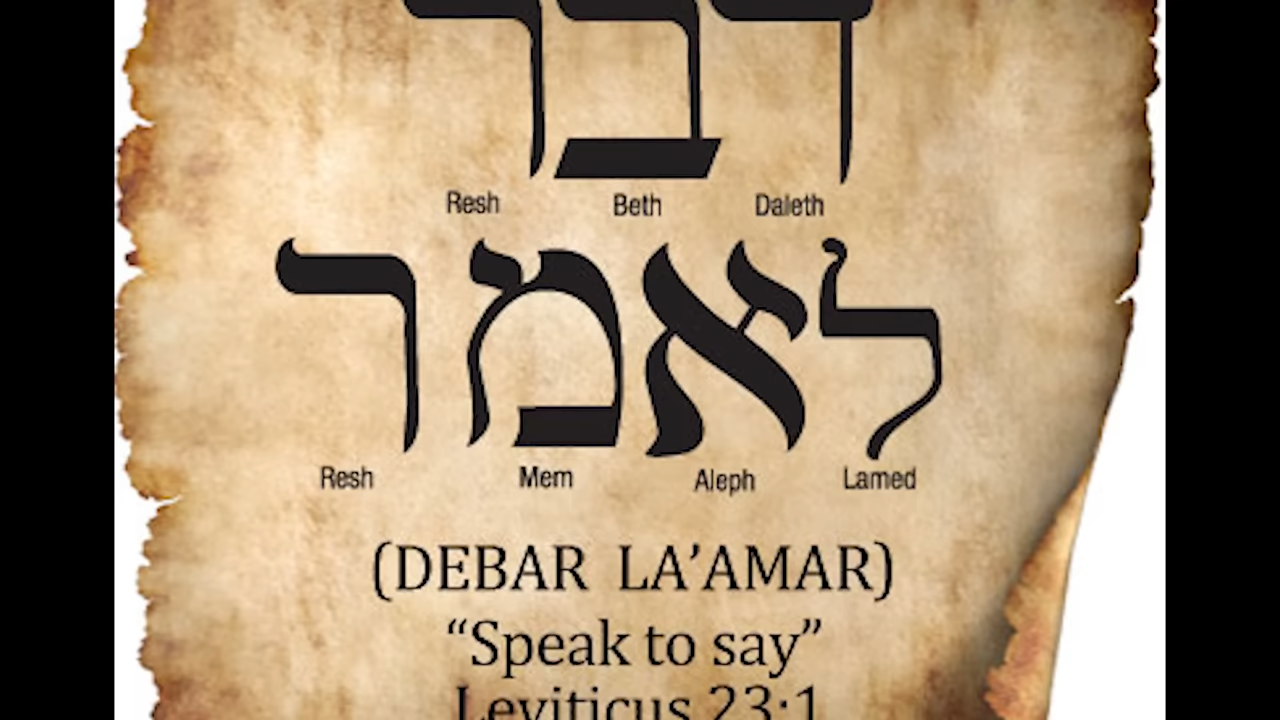 דבר
Resh Beth Daleth
לאמר
Resh Mem Aleph Lamed
(DEBAR LA’AMAR)
“Speak to say”
Leviticus 23:1